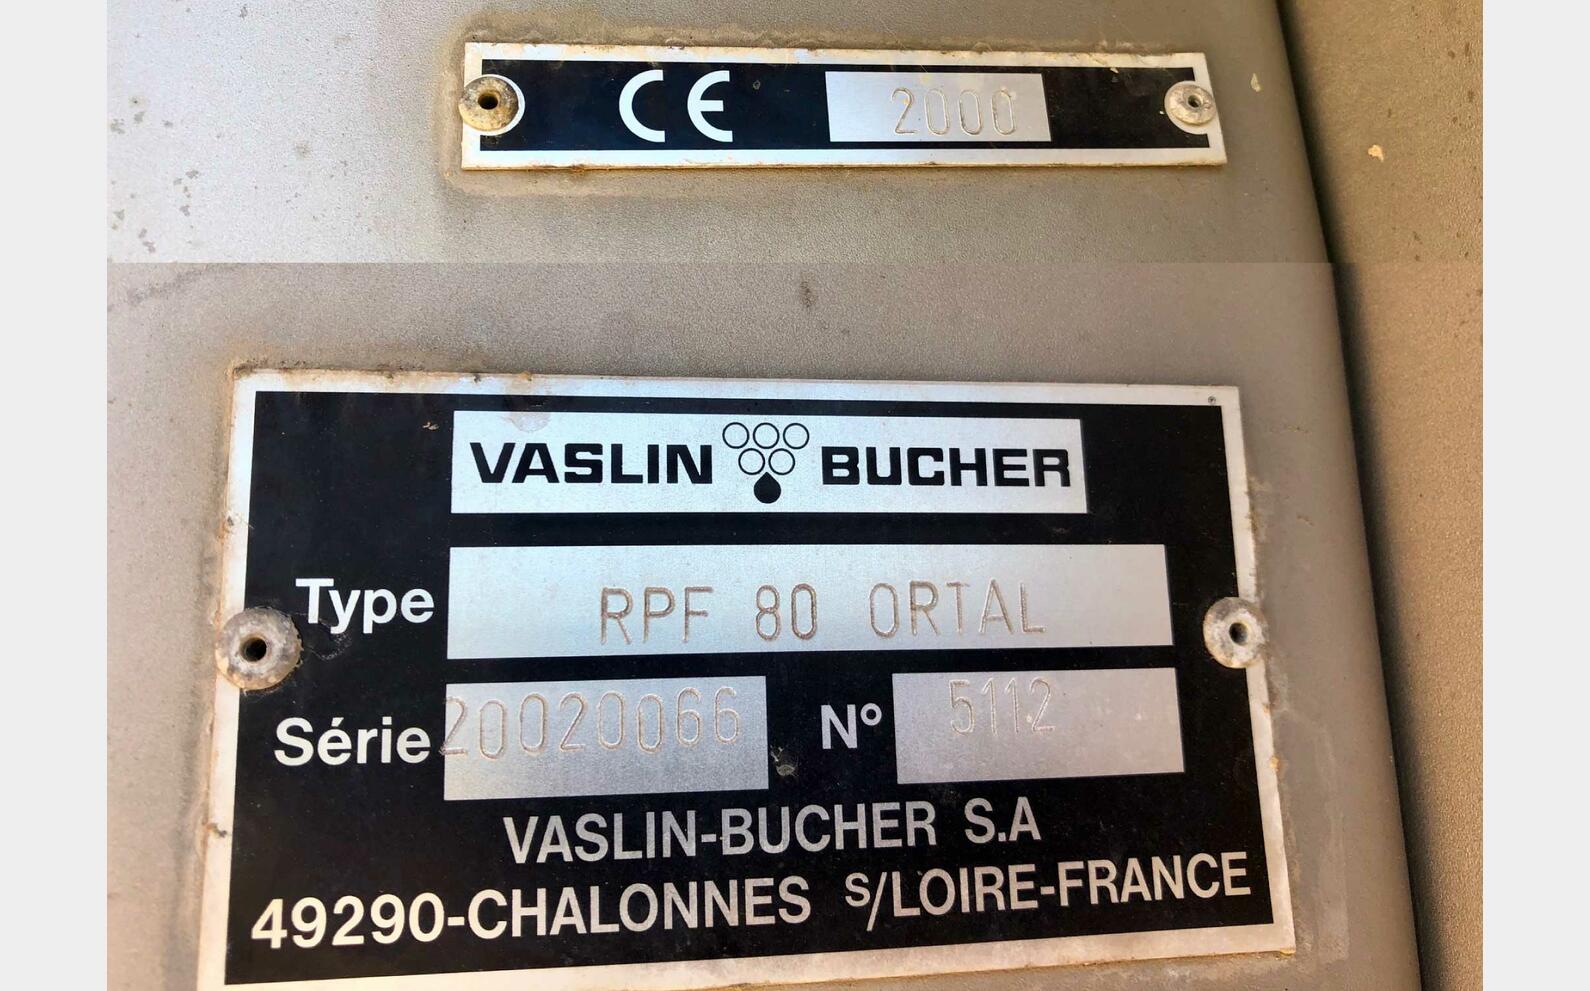 CE 2000
VASLIN BUCHER
Type RPF 80 ORTAL
Série 20020066 N° 5112
VASLIN-BUCHER S.A
49290-CHALONNES S/LOIRE-FRANCE